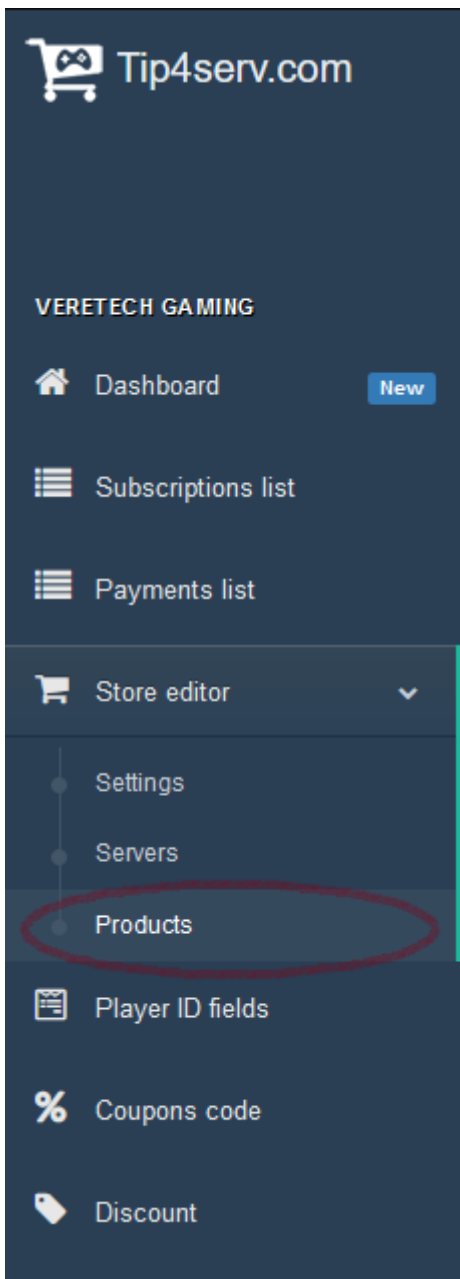 Tip4serv.com
VERETECH GAMING
Dashboard New
Subscriptions list
Payments list
Store editor
Settings
Servers
Products
Player ID fields
Coupons code
Discount